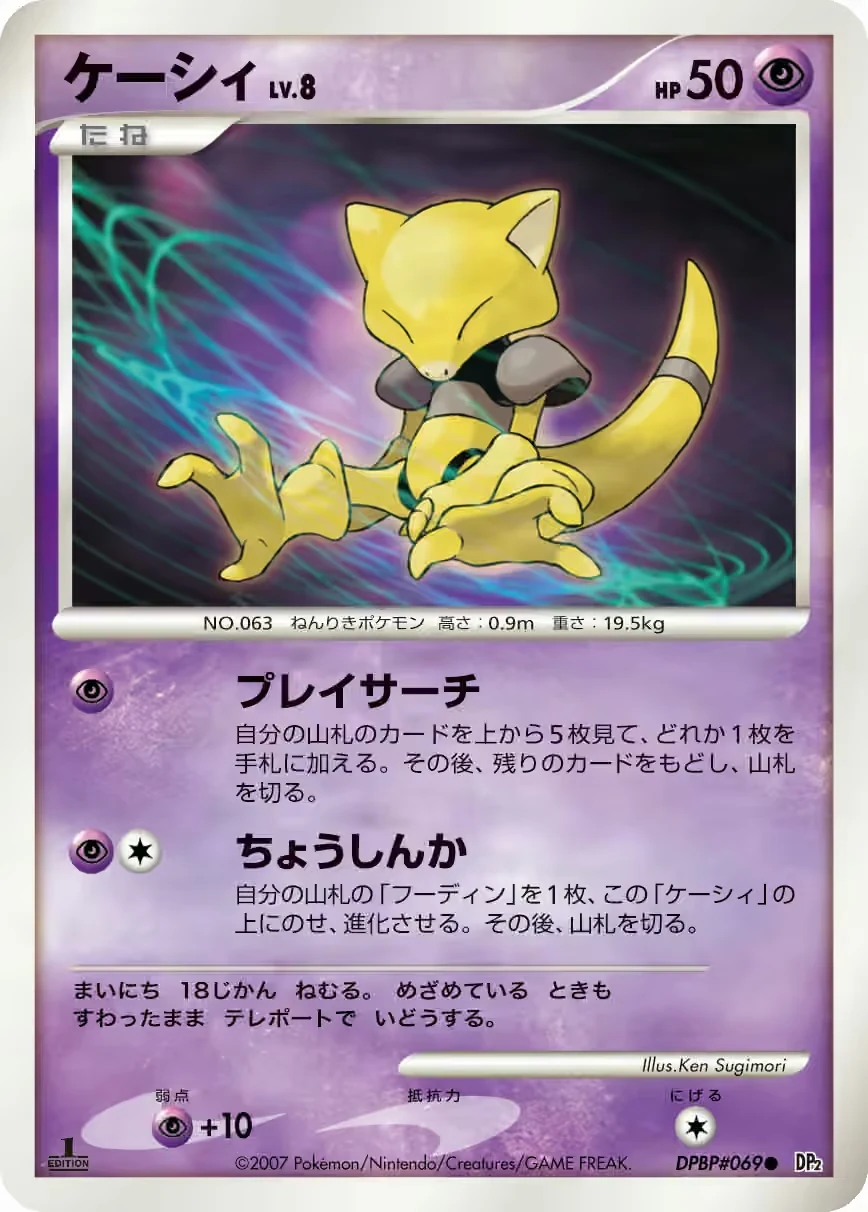 ケーシィ LV.8 HP 50
たね
NO.063 ねんりきポケモン 高さ:0.9m 重さ:19.5kg
プレイサーチ
自分の山札のカードを上から5枚見て、どれか1枚を
手札に加える。その後、残りのカードをもどし、山札
を切る。
ちょうしんか
自分の山札の「フーディン」を1枚、この「ケーシィ」の
上にのせ、進化させる。その後、山札を切る。
まいにち 18じかん ねむる。 めざめている ときも
すわったまま テレポートで いどうする。
Illus.Ken Sugimori
弱点 抵抗力 にげる
+10
1 EDITION
©2007 Pokémon/Nintendo/Creatures/GAME FREAK. DPBP#069● DP2